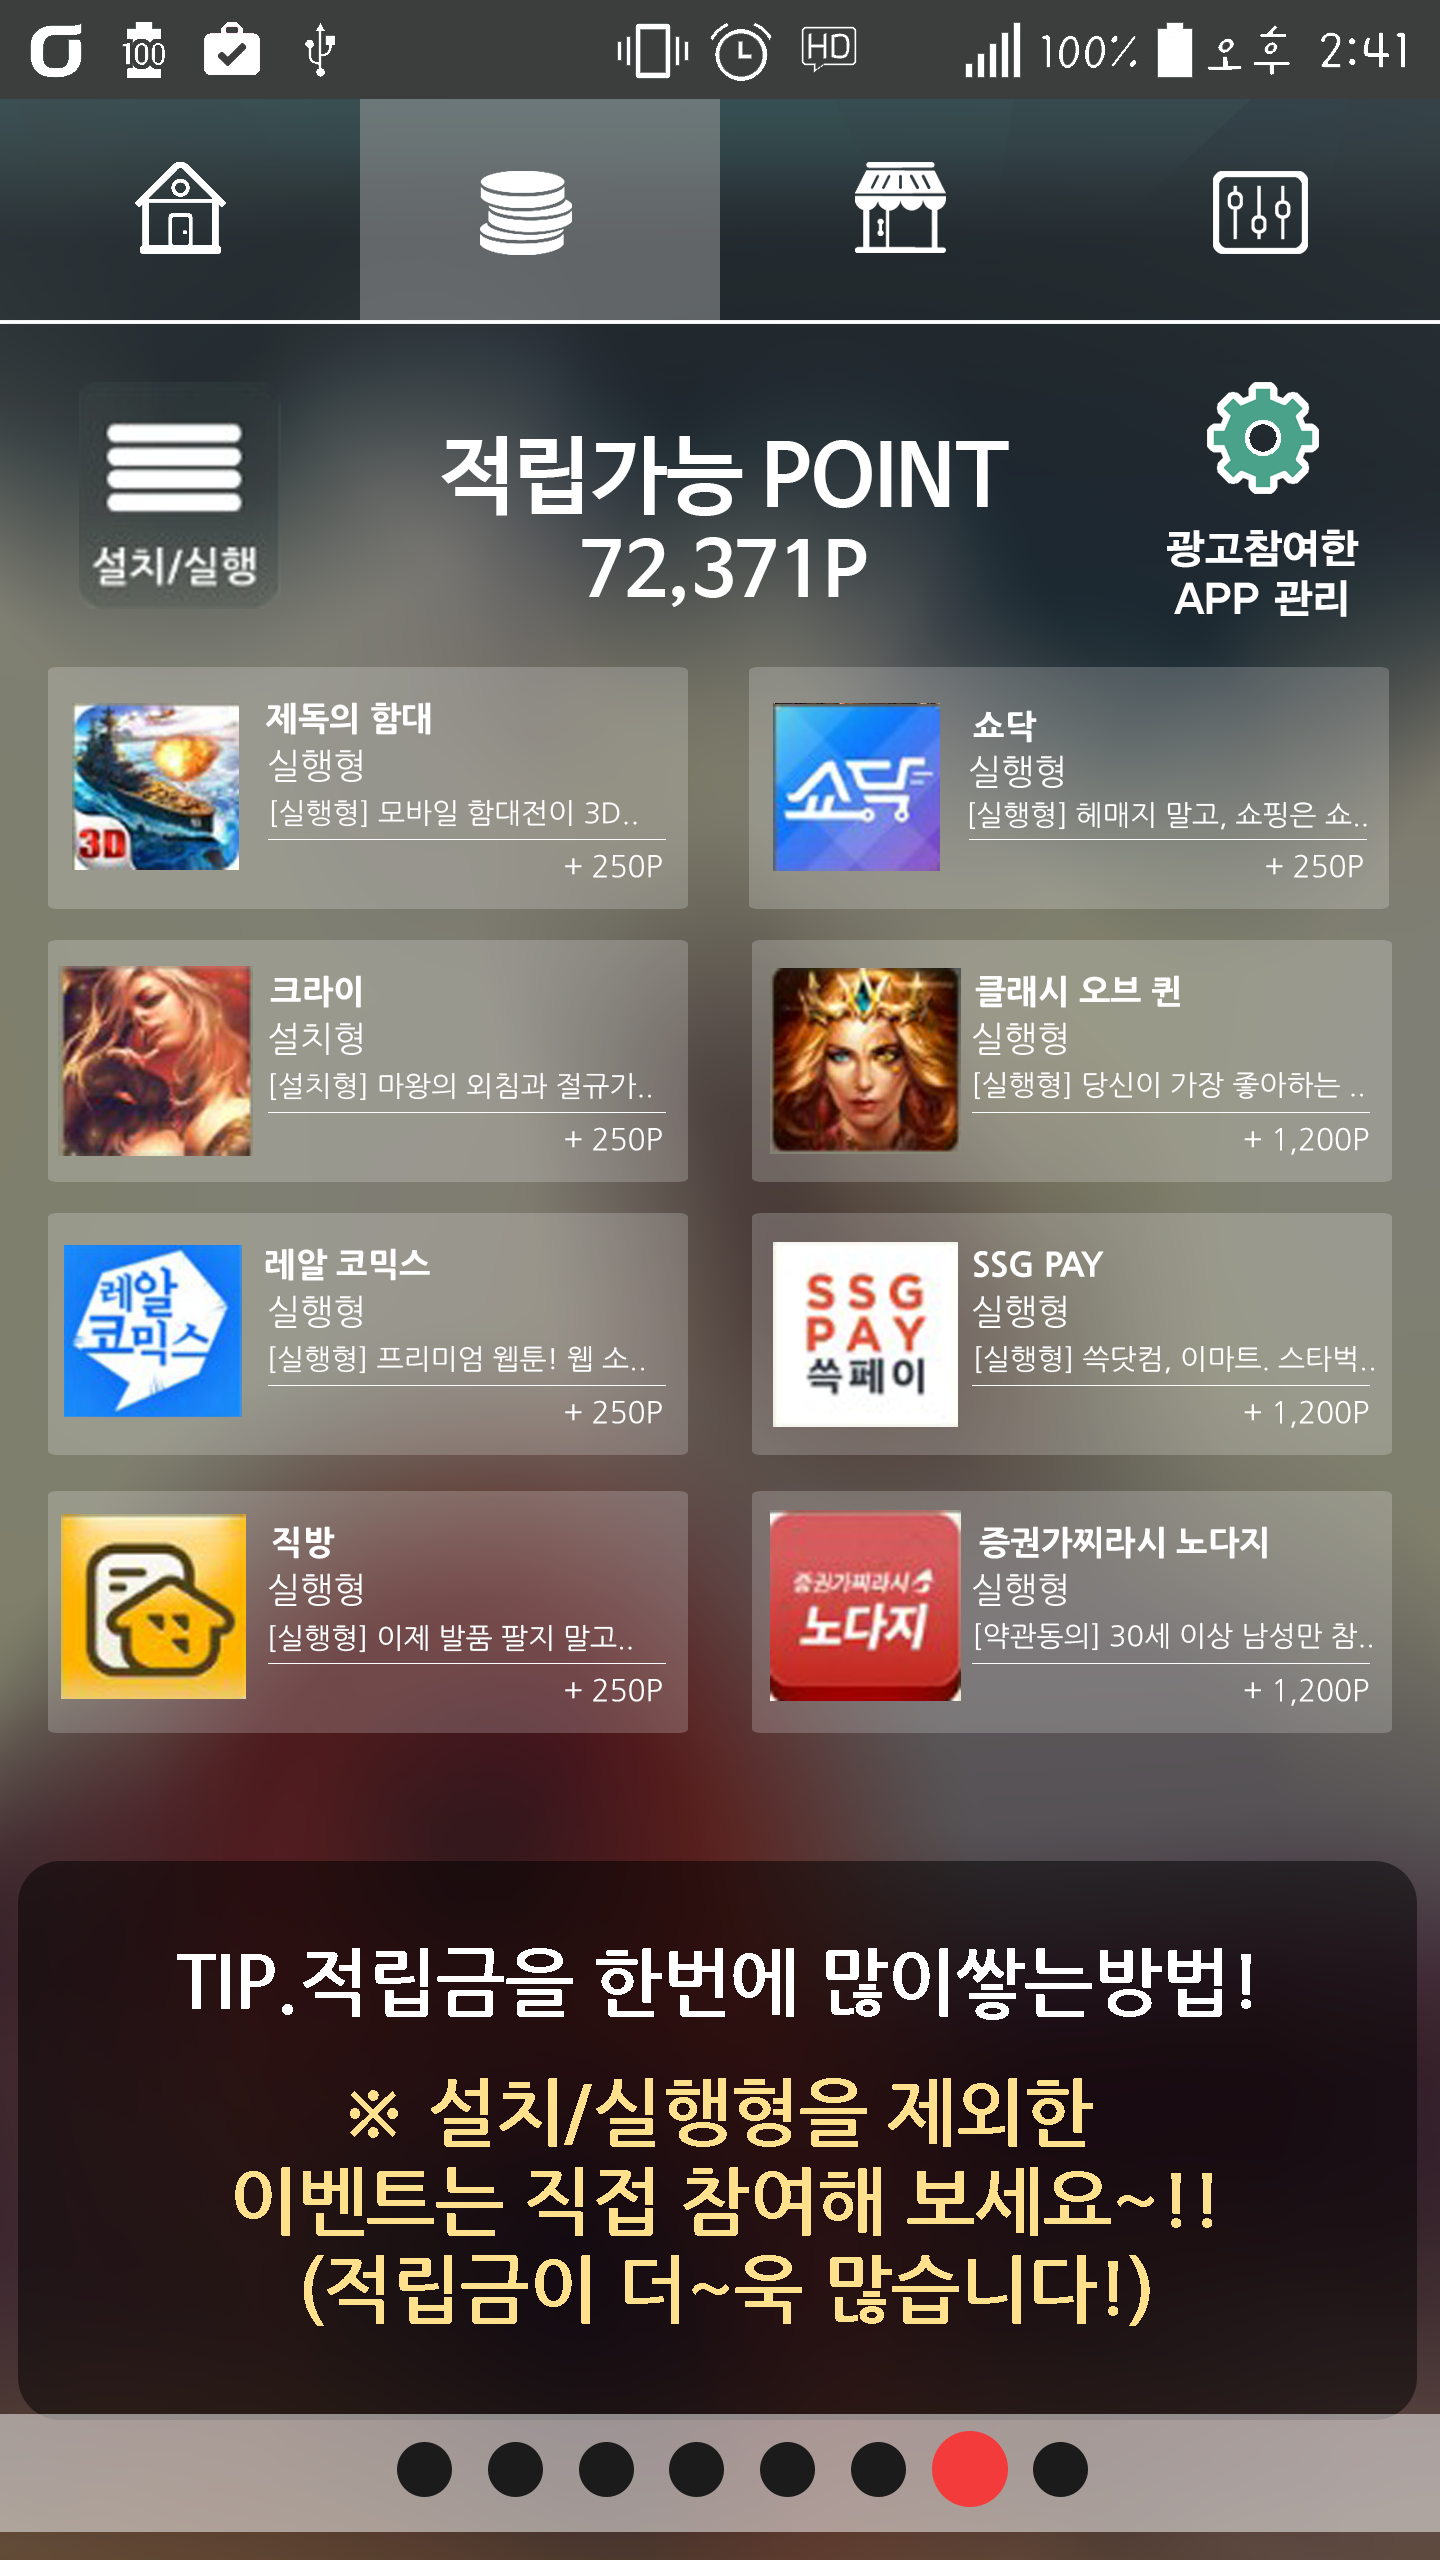 100
HD
100% 오후 2:41
설치/실행
적립가능 POINT
72,371P
광고참여한
APP 관리
3D
제독의 함대
실행형
[실행형] 모바일 함대전이 3D..
+ 250P
쇼닥
쇼닥
실행형
[실행형] 헤매지 말고, 쇼핑은 쇼..
+ 250P
크라이
설치형
[설치형] 마왕의 외침과 절규가..
+ 250P
클래시 오브 퀸
실행형
[실행형] 당신이 가장 좋아하는 ..
+ 1,200P
레알
코믹스
레알 코믹스
실행형
[실행형] 프리미엄 웹툰! 웹 소..
+ 250P
SSG
PAY
쓱페이
SSG PAY
실행형
[실행형] 쓱닷컴, 이마트. 스타벅..
+ 1,200P
직방
실행형
[실행형] 이제 발품 팔지 말고..
+ 250P
증권가찌라시
노다지
증권가찌라시 노다지
실행형
[약관동의] 30세 이상 남성만 참..
+ 1,200P
TIP.적립금을 한번에 많이쌓는방법!
※ 설치/실행형을 제외한
이벤트는 직접 참여해 보세요~!!
(적립금이 더~욱 많습니다!)